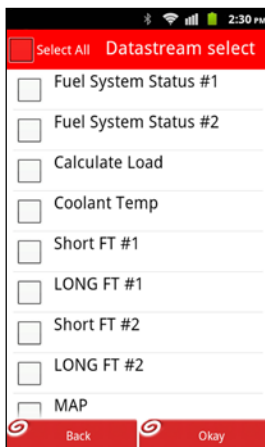 2:30 PM
Select All Datastream select
Fuel System Status #1
Fuel System Status #2
Calculate Load
Coolant Temp
Short FT #1
LONG FT #1
Short FT #2
LONG FT #2
MAP
Back Okay